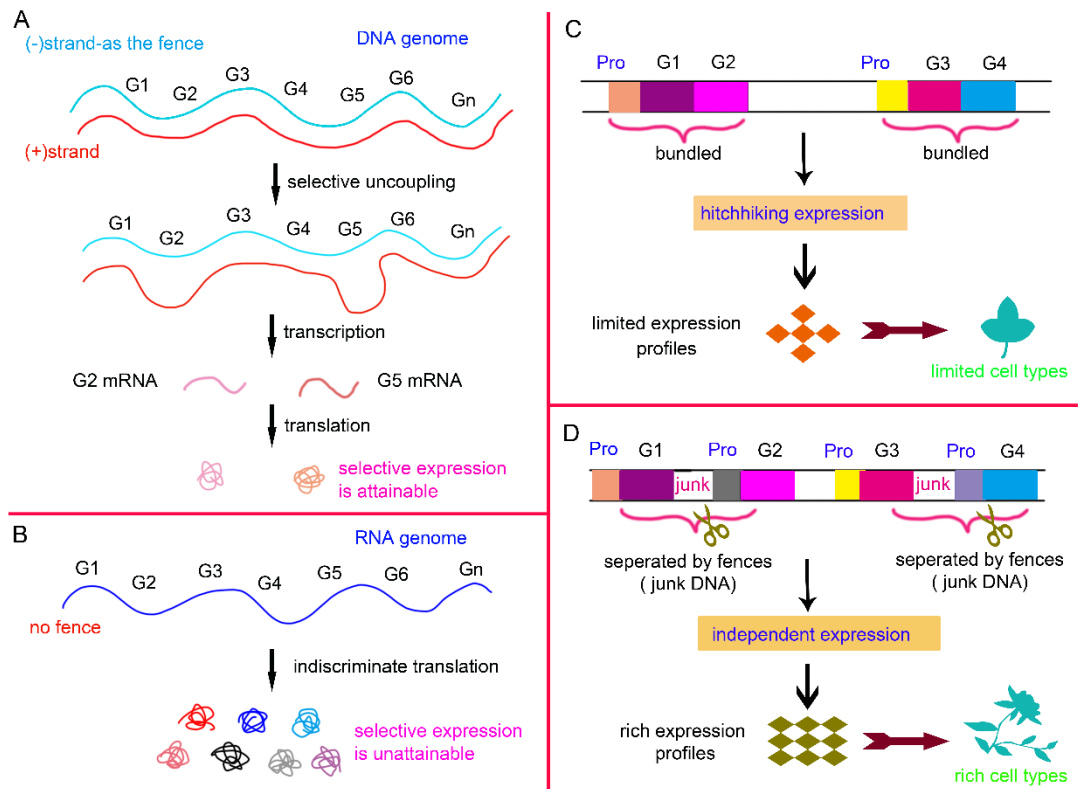 A
(-)strand-as the fence
DNA genome
G1 G2 G3 G4 G5 G6 Gn
(+)strand
selective uncoupling
G1 G2 G3 G4 G5 G6 Gn
transcription
G2 mRNA
G5 mRNA
translation
selective expression
is attainable
B
RNA genome
G1 G2 G3 G4 G5 G6 Gn
no fence
indiscriminate translation
selective expression
is unattainable
C
Pro G1 G2 Pro G3 G4
bundled
bundled
hitchhiking expression
limited expression
profiles
limited cell types
D
Pro G1 Pro G2 Pro G3 Pro G4
junk
junk
seperated by fences
( junk DNA)
seperated by fences
( junk DNA)
independent expression
rich expression
profiles
rich cell types